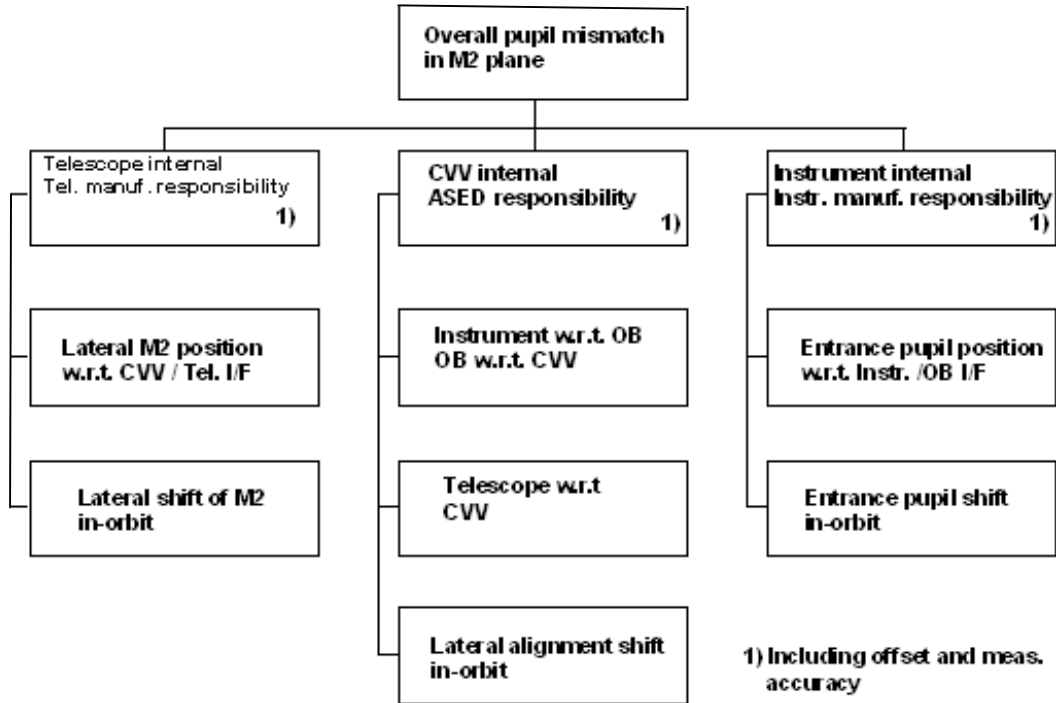 Overall pupil mismatch
in M2 plane
Telescope internal
Tel. manuf. responsibility
1)
CVV internal
ASED responsibility
1)
Instrument internal
Instr. manuf. responsibility
1)
Lateral M2 position
w.r.t. CVV / Tel. I/F
Instrument w.r.t. OB
OB w.r.t. CVV
Entrance pupil position
w.r.t. Instr. /OB I/F
Lateral shift of M2
in-orbit
Telescope w.r.t
CVV
Entrance pupil shift
in-orbit
Lateral alignment shift
in-orbit
1) Including offset and meas.
accuracy